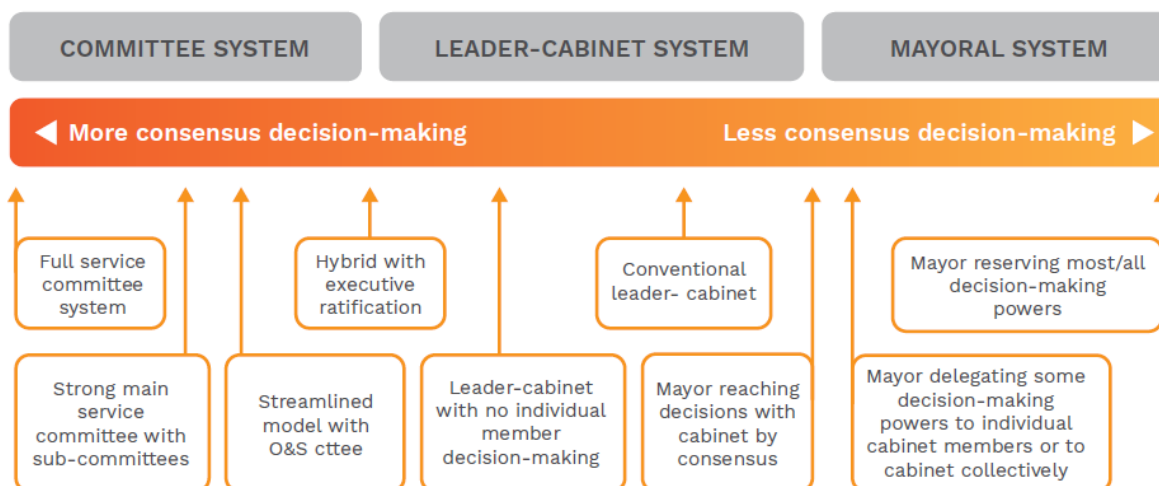 COMMITTEE SYSTEM
LEADER-CABINET SYSTEM
MAYORAL SYSTEM
More consensus decision-making
Less consensus decision-making
Full service
committee
system
Hybrid with
executive
ratification
Conventional
leader- cabinet
Mayor reserving most/all
decision-making
powers
Strong main
service
committee with
sub-committees
Streamlined
model with
O&S cttee
Leader-cabinet
with no individual
member
decision-making
Mayor reaching
decisions with
cabinet by
consensus
Mayor delegating some
decision-making
powers to individual
cabinet members or to
cabinet collectively